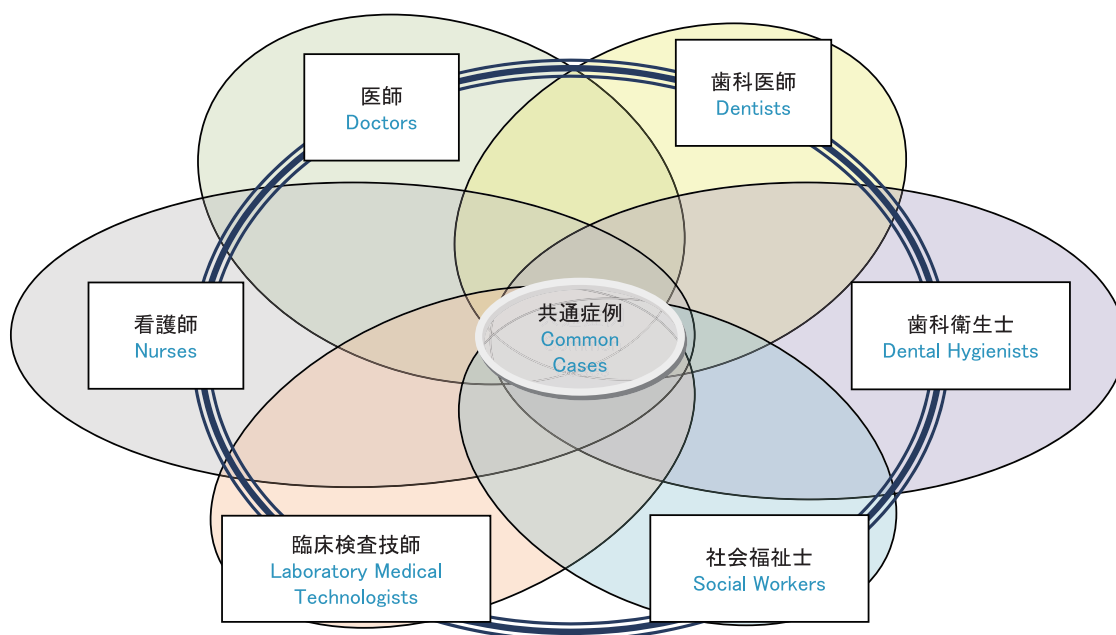 医師
Doctors
歯科医師
Dentists
看護師
Nurses
共通症例
Common
Cases
歯科衛生士
Dental Hygienists
臨床検査技師
Laboratory Medical
Technologists
社会福祉士
Social Workers